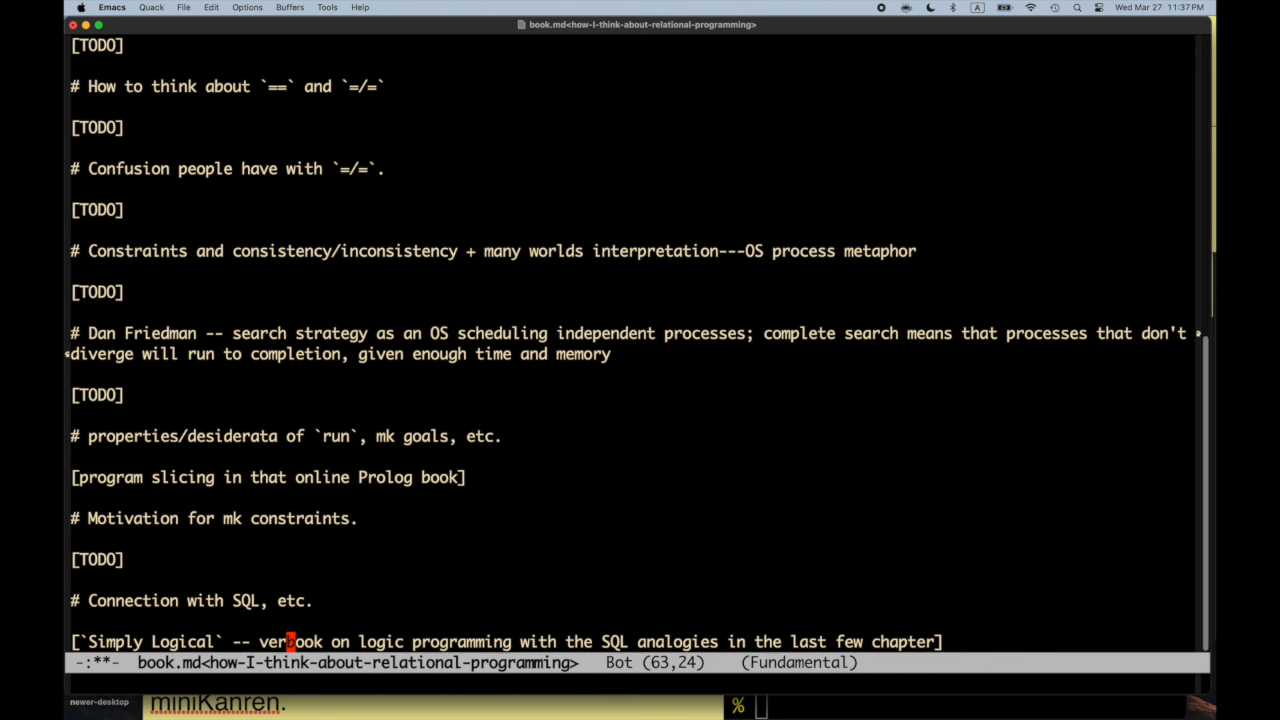 Emacs Quack File Edit Options Buffers Tools Help A Wed Mar 27 11:37 PM
book.md<how-I-think-about-relational-programming>
[TODO]
# How to think about `==` and `=/=`
[TODO]
# Confusion people have with `=/=`.
[TODO]
# Constraints and consistency/inconsistency + many worlds interpretation---OS process metaphor
[TODO]
# Dan Friedman -- search strategy as an OS scheduling independent processes; complete search means that processes that don't
diverge will run to completion, given enough time and memory
[TODO]
# properties/desiderata of `run`, mk goals, etc.
[program slicing in that online Prolog book]
# Motivation for mk constraints.
[TODO]
# Connection with SQL, etc.
[`Simply Logical` -- verbook on logic programming with the SQL analogies in the last few chapter]
-:**- book.md<how-I-think-about-relational-programming> Bot (63,24) (Fundamental)
newer-desktop miniKanren. %